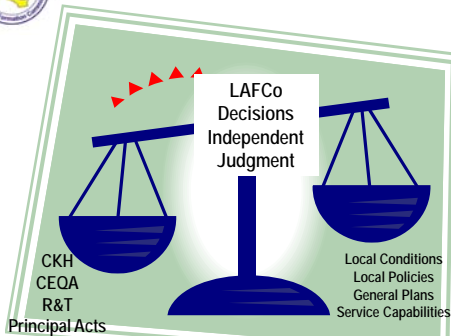 LAFCo
Decisions
Independent
Judgment
CKH
CEQA
R&T
Principal Acts
Local Conditions
Local Policies
General Plans
Service Capabilities